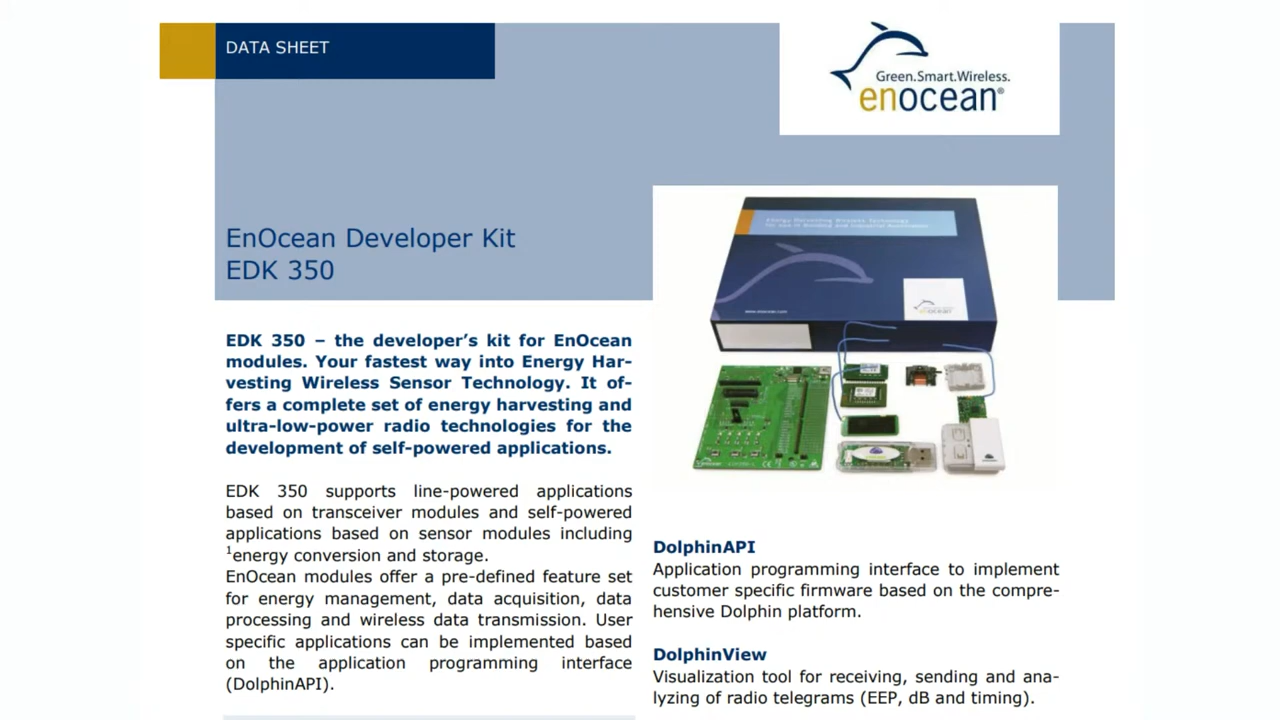 DATA SHEET
Green.Smart.Wireless.
enocean®
EnOcean Developer Kit
EDK 350
www.enocean.com
enocean
EDK 350 – the developer’s kit for EnOcean
modules. Your fastest way into Energy Har-
vesting Wireless Sensor Technology. It of-
fers a complete set of energy harvesting and
ultra-low-power radio technologies for the
development of self-powered applications.
EDK 350 supports line-powered applications
based on transceiver modules and self-powered
applications based on sensor modules including
¹energy conversion and storage.
EnOcean modules offer a pre-defined feature set
for energy management, data acquisition, data
processing and wireless data transmission. User
specific applications can be implemented based
on the application programming interface
(DolphinAPI).
DolphinAPI
Application programming interface to implement
customer specific firmware based on the compre-
hensive Dolphin platform.
DolphinView
Visualization tool for receiving, sending and ana-
lyzing of radio telegrams (EEP, dB and timing).